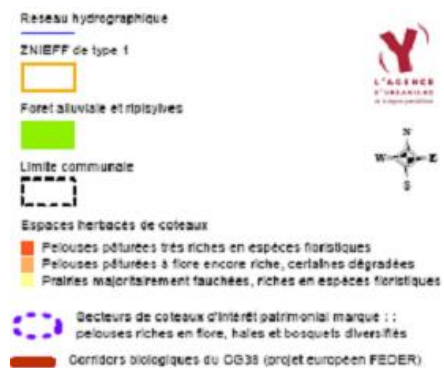 Reseau hydrographique
ZNIEFF de type 1
Foret alluviale et ripisylves
Limite communale
Espaces herbacés de coteaux
Pelouses pâturées très riches en espèces floristiques
Pelouses pâturées à flore encore riche, certaines dégradées
Prairies majoritairement fauchées, riches en espèces floristiques
Secteurs de coteaux d'intérêt patrimonial marqué : :
pelouses riches en flore, haies et bosquets diversifiés
Corridors biologiques du CG38 (projet européen FEDER)
Y
L'AGENCE
D'URBANISME
N
W E
S